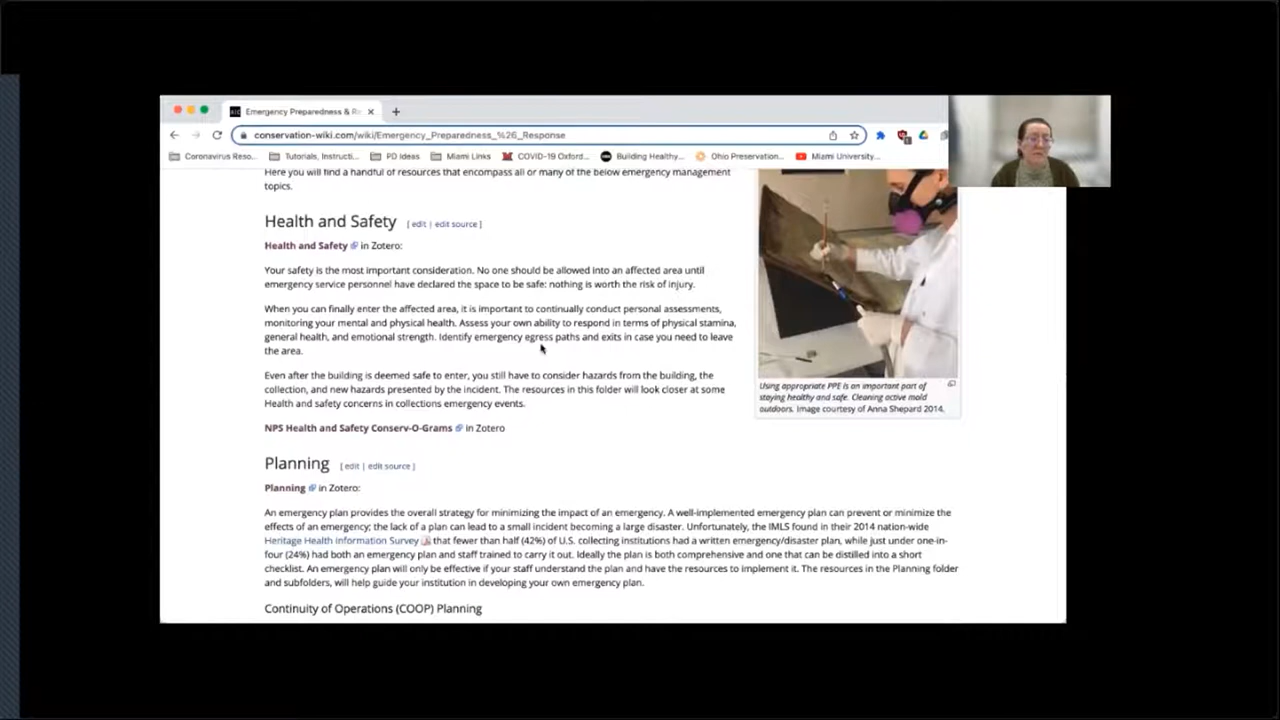 Emergency Preparedness & Re
conservation-wiki.com/wiki/Emergency_Preparedness_%26_Response
Coronavirus Reso... Tutorials, Instructi... PD Ideas Miami Links COVID-19 Oxford... Building Healthy... Ohio Preservation... Miami University...
Here you will find a handful of resources that encompass all or many of the below emergency management
topics.
Health and Safety [ edit | edit source ]
Health and Safety in Zotero:
Your safety is the most important consideration. No one should be allowed into an affected area until
emergency service personnel have declared the space to be safe: nothing is worth the risk of injury.
When you can finally enter the affected area, it is important to continually conduct personal assessments,
monitoring your mental and physical health. Assess your own ability to respond in terms of physical stamina,
general health, and emotional strength. Identify emergency egress paths and exits in case you need to leave
the area.
Even after the building is deemed safe to enter, you still have to consider hazards from the building, the
collection, and new hazards presented by the incident. The resources in this folder will look closer at some
Health and safety concerns in collections emergency events.
NPS Health and Safety Conserv-O-Grams in Zotero
Using appropriate PPE is an important part of
staying healthy and safe. Cleaning active mold
outdoors. Image courtesy of Anna Shepard 2014.
Planning [ edit | edit source ]
Planning in Zotero:
An emergency plan provides the overall strategy for minimizing the impact of an emergency. A well-implemented emergency plan can prevent or minimize the
effects of an emergency; the lack of a plan can lead to a small incident becoming a large disaster. Unfortunately, the IMLS found in their 2014 nation-wide
Heritage Health Information Survey that fewer than half (42%) of U.S. collecting institutions had a written emergency/disaster plan, while just under one-in-
four (24%) had both an emergency plan and staff trained to carry it out. Ideally the plan is both comprehensive and one that can be distilled into a short
checklist. An emergency plan will only be effective if your staff understand the plan and have the resources to implement it. The resources in the Planning folder
and subfolders, will help guide your institution in developing your own emergency plan.
Continuity of Operations (COOP) Planning